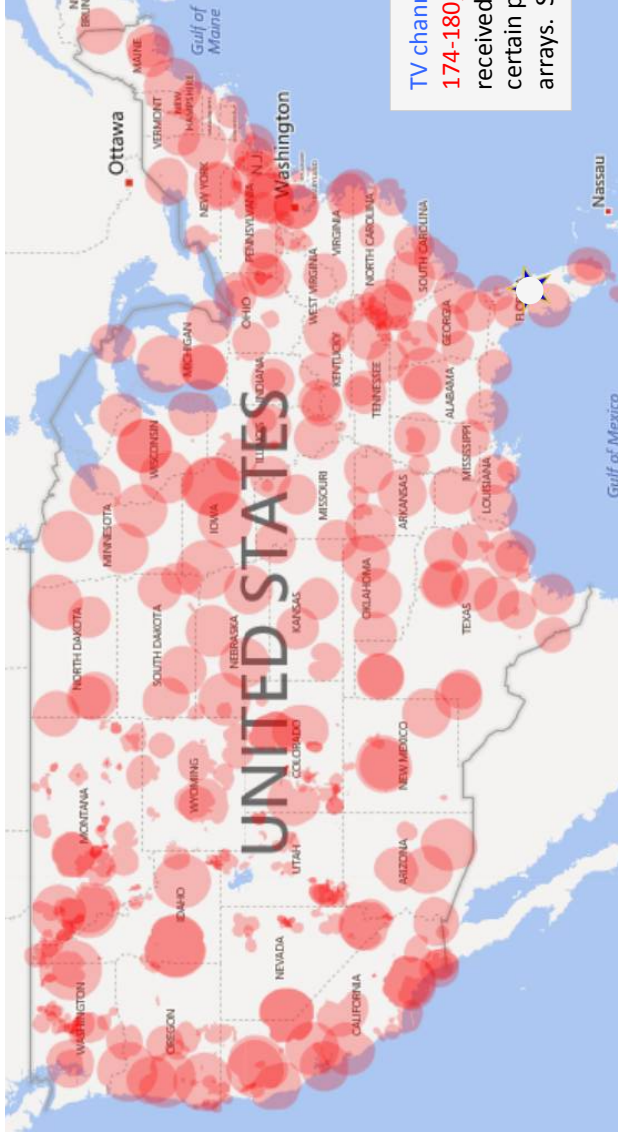 WASHINGTON
MONTANA
NORTH DAKOTA
MINNESOTA
Ottawa
MAINE
BRUN
VERMONT
NEW
HAMPSHIRE
Gulf of
Maine
OREGON
IDAHO
WYOMING
SOUTH DAKOTA
WISCONSIN
MICHIGAN
NEW YORK
UNITED STATES
NEBRASKA
IOWA
PENNSYLVANIA
N.J.
Washington
NEVADA
UTAH
COLORADO
KANSAS
MISSOURI
ILLINOIS
INDIANA
OHIO
WEST VIRGINIA
VIRGINIA
KENTUCKY
CALIFORNIA
ARIZONA
NEW MEXICO
OKLAHOMA
ARKANSAS
TENNESSEE
NORTH CAROLINA
SOUTH CAROLINA
TEXAS
LOUISIANA
MISSISSIPPI
ALABAMA
GEORGIA
Gulf of Mexico
Nassau
TV chann
174-180
received
certain p
arrays. S